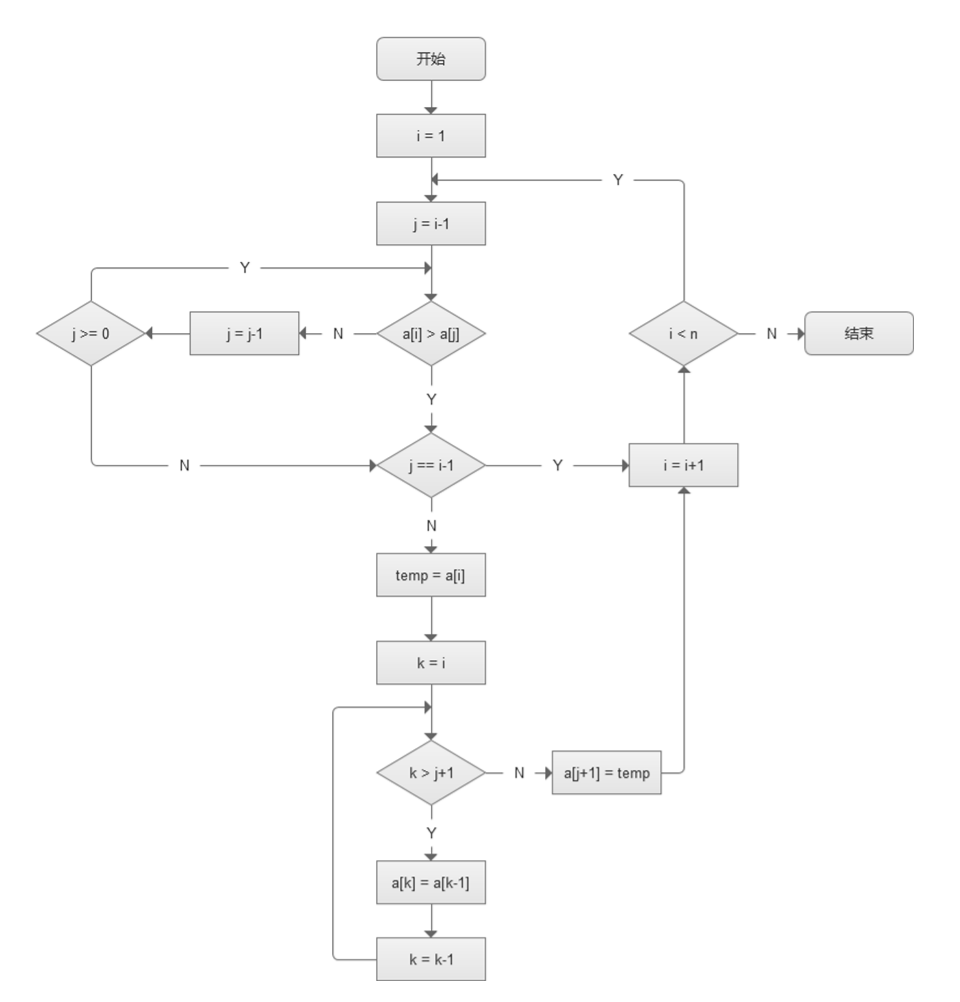 开始
i = 1
Y
j = i-1
Y
j >= 0
j = j-1
N
a[i] > a[j]
i < n
N
结束
Y
N
j == i-1
Y
i = i+1
N
temp = a[i]
k = i
k > j+1
N
a[j+1] = temp
Y
a[k] = a[k-1]
k = k-1